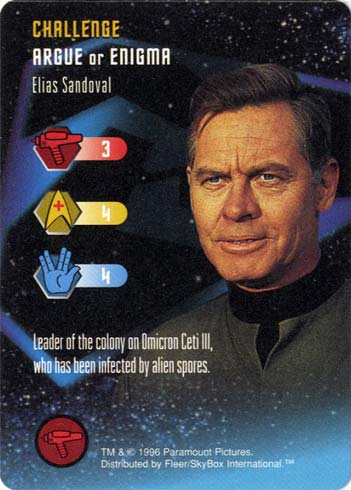 CHALLENGE
ARGUE or ENIGMA
Elias Sandoval
3
4
4
Leader of the colony on Omicron Ceti III,
who has been infected by alien spores.
TM & © 1996 Paramount Pictures.
Distributed by Fleer/SkyBox International.™